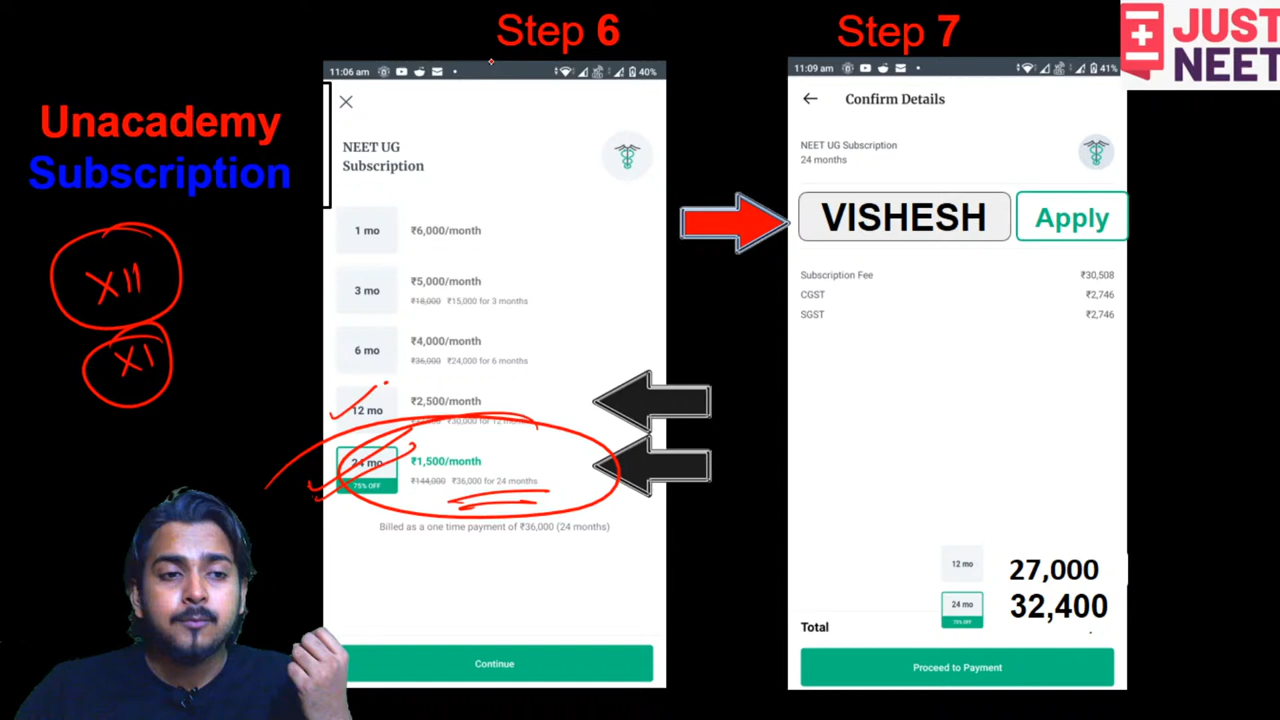 Step 6
Step 7
JUST
NEET
Unacademy
Subscription
XII
XI
11:06 am
40%
NEET UG
Subscription
1 mo
₹6,000/month
3 mo
₹5,000/month
₹18,000 ₹15,000 for 3 months
6 mo
₹4,000/month
₹36,000 ₹24,000 for 6 months
12 mo
₹2,500/month
₹30,000 for 12
24 mo
75% OFF
₹1,500/month
₹144,000 ₹36,000 for 24 months
Billed as a one time payment of ₹36,000 (24 months)
Continue
11:09 am
41%
Confirm Details
NEET UG Subscription
24 months
VISHESH
Apply
Subscription Fee ₹30,508
CGST ₹2,746
SGST ₹2,746
12 mo 27,000
24 mo 32,400
75% OFF
Total
Proceed to Payment